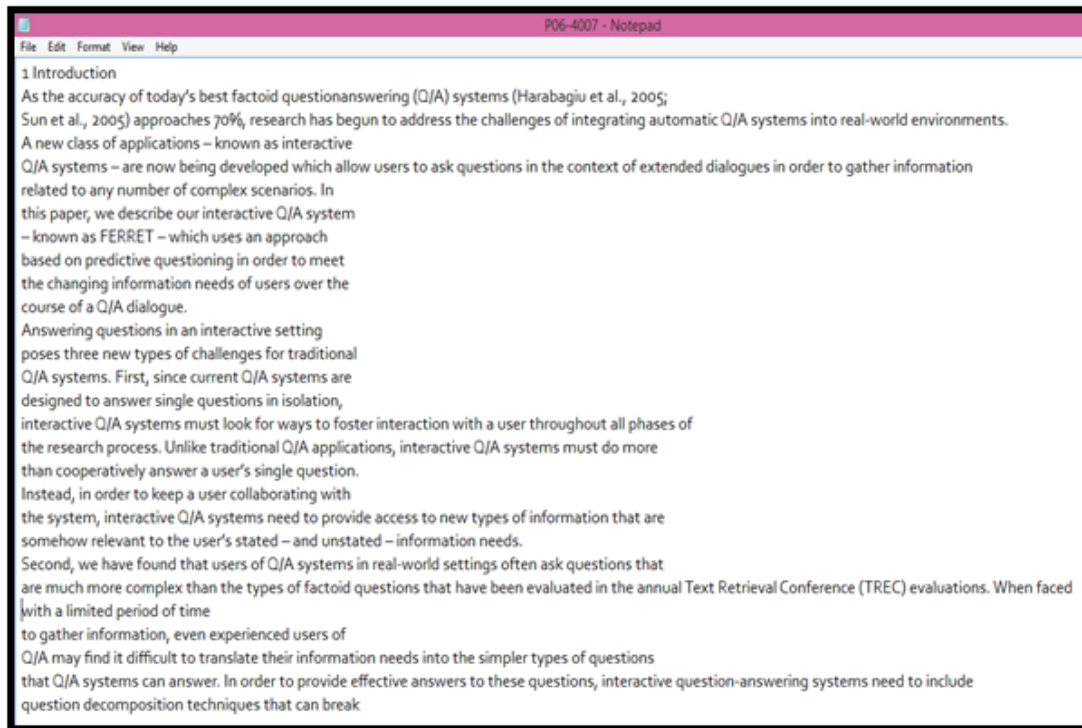 P06-4007 - Notepad
File Edit Format View Help
1 Introduction
As the accuracy of today's best factoid questionanswering (Q/A) systems (Harabagiu et al., 2005;
Sun et al., 2005) approaches 70%, research has begun to address the challenges of integrating automatic Q/A systems into real-world environments.
A new class of applications – known as interactive
Q/A systems – are now being developed which allow users to ask questions in the context of extended dialogues in order to gather information
related to any number of complex scenarios. In
this paper, we describe our interactive Q/A system
– known as FERRET – which uses an approach
based on predictive questioning in order to meet
the changing information needs of users over the
course of a Q/A dialogue.
Answering questions in an interactive setting
poses three new types of challenges for traditional
Q/A systems. First, since current Q/A systems are
designed to answer single questions in isolation,
interactive Q/A systems must look for ways to foster interaction with a user throughout all phases of
the research process. Unlike traditional Q/A applications, interactive Q/A systems must do more
than cooperatively answer a user's single question.
Instead, in order to keep a user collaborating with
the system, interactive Q/A systems need to provide access to new types of information that are
somehow relevant to the user's stated – and unstated – information needs.
Second, we have found that users of Q/A systems in real-world settings often ask questions that
are much more complex than the types of factoid questions that have been evaluated in the annual Text Retrieval Conference (TREC) evaluations. When faced
with a limited period of time
to gather information, even experienced users of
Q/A may find it difficult to translate their information needs into the simpler types of questions
that Q/A systems can answer. In order to provide effective answers to these questions, interactive question-answering systems need to include
question decomposition techniques that can break